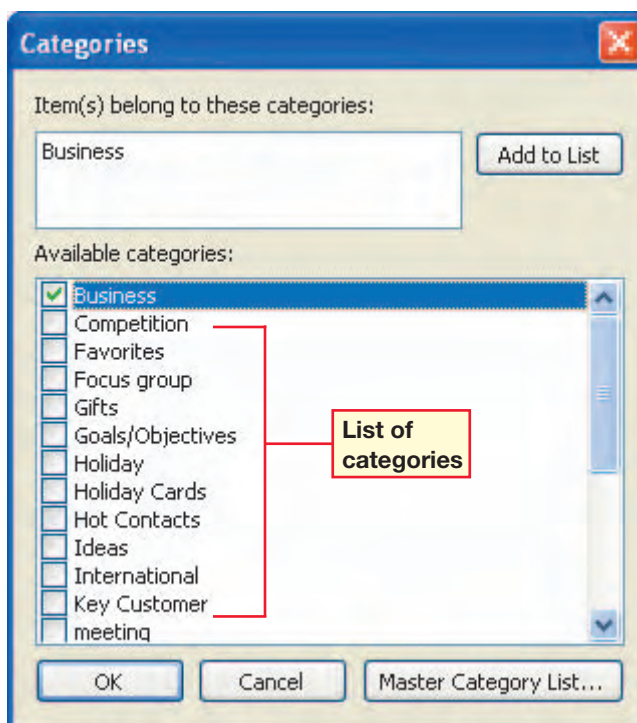 Categories
Item(s) belong to these categories:
Business
Add to List
Available categories:
Business
Competition
Favorites
Focus group
Gifts
Goals/Objectives
Holiday
Holiday Cards
Hot Contacts
Ideas
International
Key Customer
meeting
List of
categories
OK
Cancel
Master Category List...